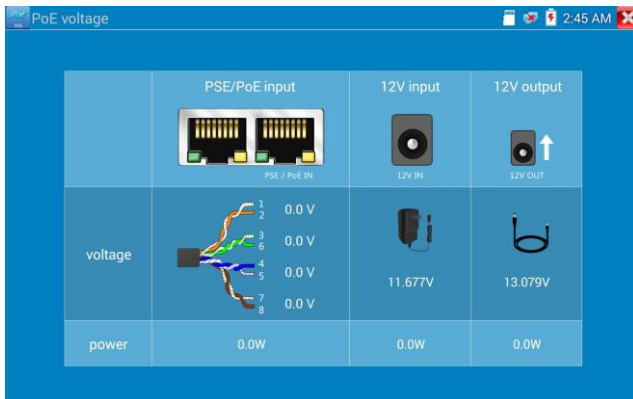 PoE voltage
2:45 AM
PSE/PoE input
12V input
12V output
PSE / PoE IN
12V IN
12V OUT
voltage
1
2
0.0 V
3
6
0.0 V
4
5
0.0 V
7
8
0.0 V
11.677V
13.079V
power
0.0W
0.0W
0.0W